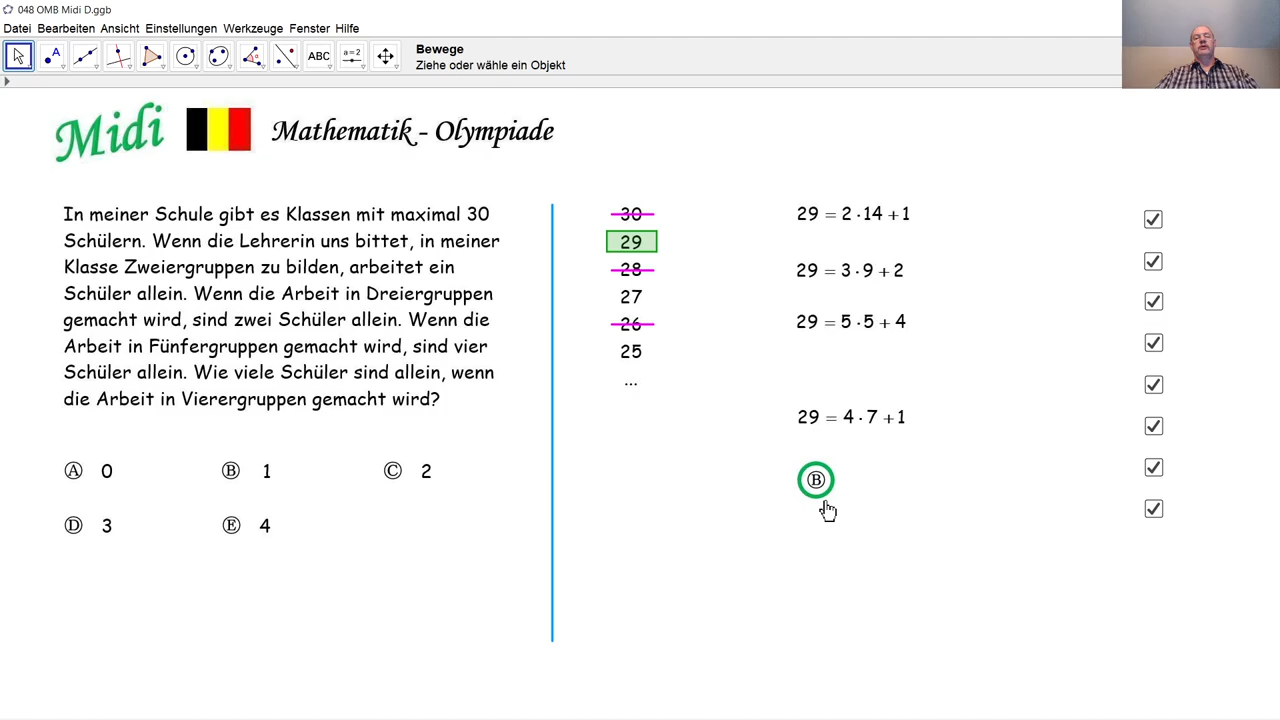 048 OMB Midi D.ggb
Datei Bearbeiten Ansicht Einstellungen Werkzeuge Fenster Hilfe
A
ABC
a=2
Bewege
Ziehe oder wähle ein Objekt
Midi
Mathematik - Olympiade
In meiner Schule gibt es Klassen mit maximal 30
Schülern. Wenn die Lehrerin uns bittet, in meiner
Klasse Zweiergruppen zu bilden, arbeitet ein
Schüler allein. Wenn die Arbeit in Dreiergruppen
gemacht wird, sind zwei Schüler allein. Wenn die
Arbeit in Fünfergruppen gemacht wird, sind vier
Schüler allein. Wie viele Schüler sind allein, wenn
die Arbeit in Vierergruppen gemacht wird?
Ⓐ 0 Ⓑ 1 Ⓒ 2
Ⓓ 3 Ⓔ 4
30
29
28
27
26
25
...
29 = 2 · 14 + 1
29 = 3 · 9 + 2
29 = 5 · 5 + 4
29 = 4 · 7 + 1
Ⓑ